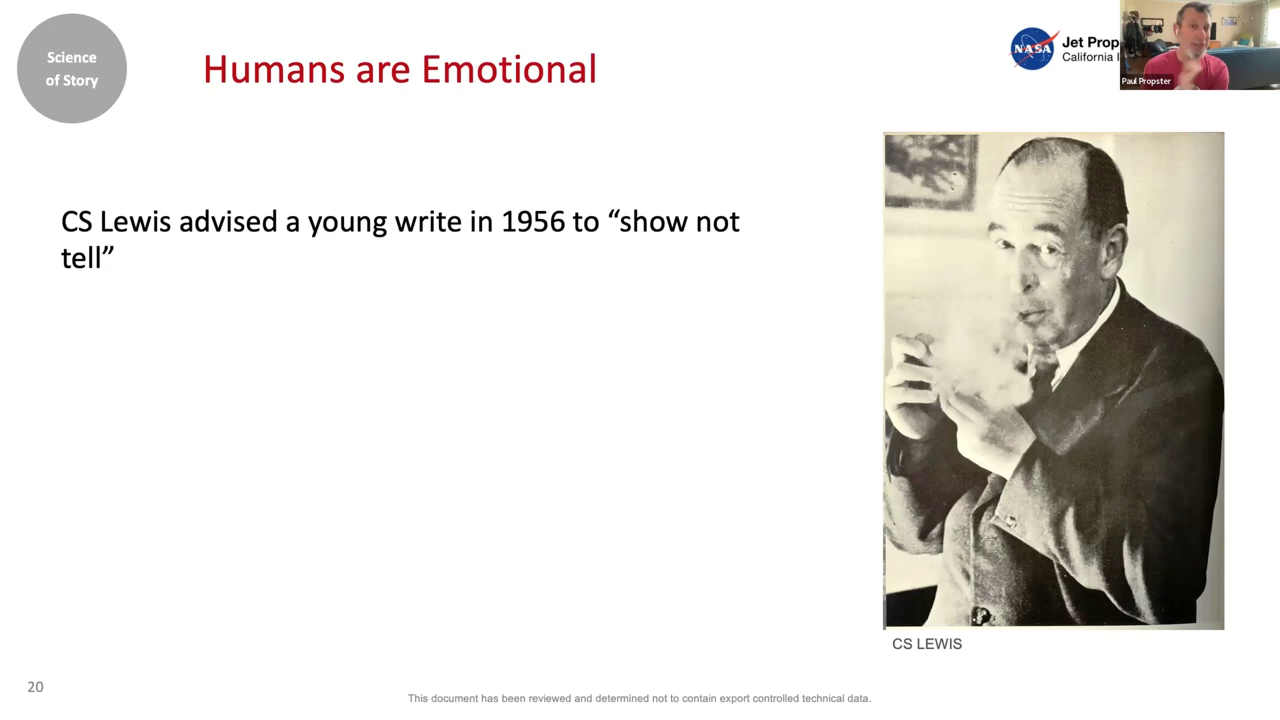 Science
of Story
Humans are Emotional
NASA
Jet Prop
California I
Paul Propster
CS Lewis advised a young write in 1956 to “show not
tell”
CS LEWIS
20
This document has been reviewed and determined not to contain export controlled technical data.